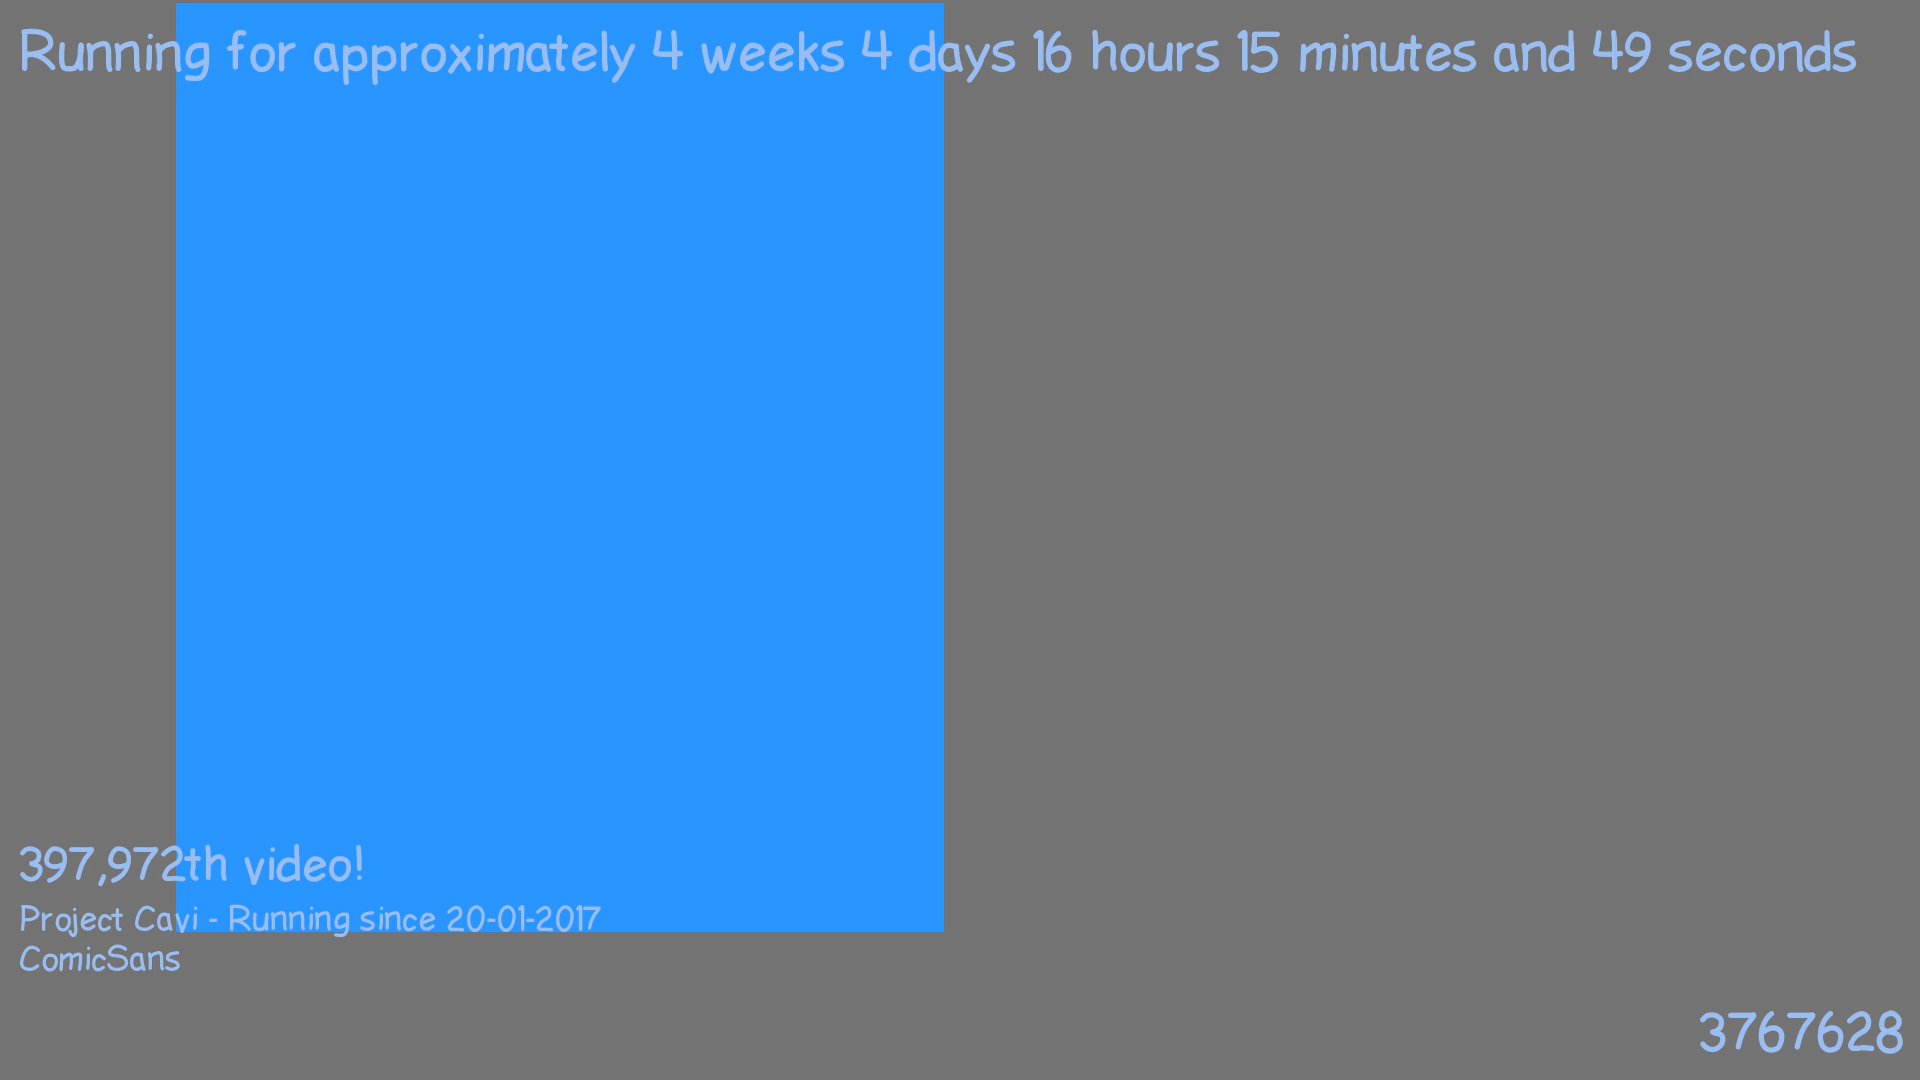 Running for approximately 4 weeks 4 days 16 hours 15 minutes and 49 seconds
397,972th video!
Project Cavi - Running since 20-01-2017
ComicSans
3767628